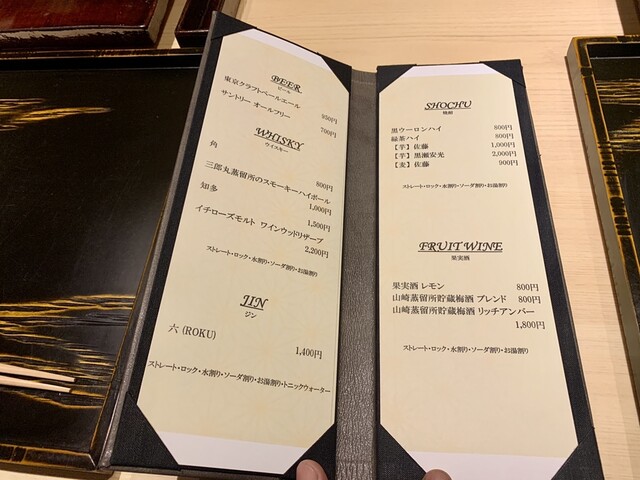 BEER
ビール
東京クラフトペールエール
950円
サントリー オールフリー
700円
WHISKY
ウイスキー
角
800円
三郎丸蒸留所のスモーキーハイボール
1,000円
知多
1,500円
イチローズモルト ワインウッドリザーブ
2,200円
ストレート・ロック・水割り・ソーダ割り・お湯割り
JIN
ジン
六 (ROKU)
1,400円
ストレート・ロック・水割り・ソーダ割り・お湯割り・トニックウォーター
SHOCHU
焼酎
黒ウーロンハイ 800円
緑茶ハイ 800円
【芋】佐藤 1,000円
【芋】黒瀬安光 2,000円
【麦】佐藤 900円
ストレート・ロック・水割り・ソーダ割り・お湯割り
FRUIT WINE
果実酒
果実酒 レモン 800円
山崎蒸留所貯蔵梅酒 ブレンド 800円
山崎蒸留所貯蔵梅酒 リッチアンバー
1,800円
ストレート・ロック・水割り・ソーダ割り・お湯割り